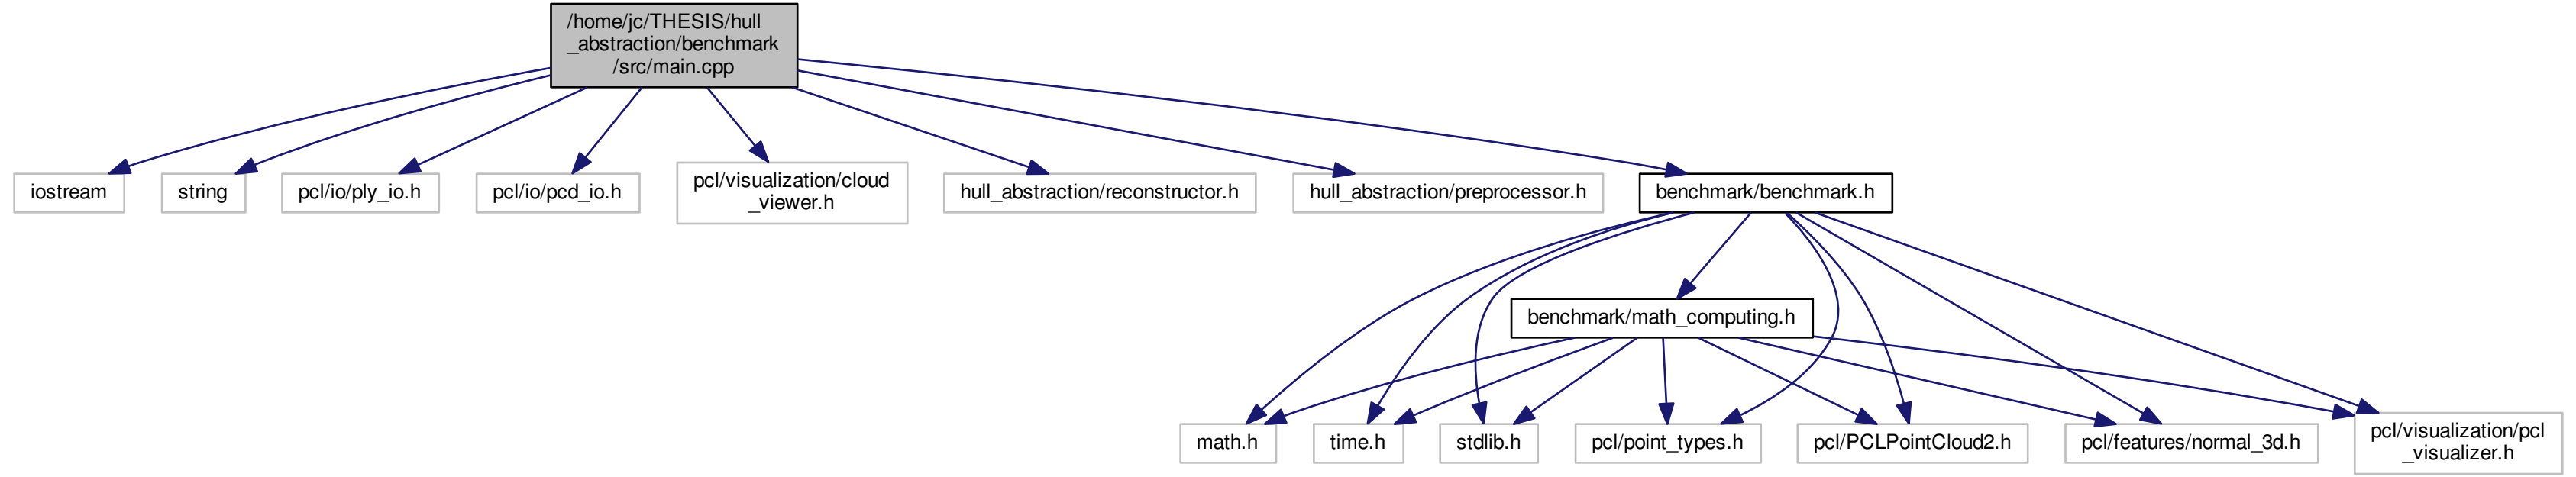 /home/jc/THESIS/hull
_abstraction/benchmark
/src/main.cpp
iostream
string
pcl/io/ply_io.h
pcl/io/pcd_io.h
pcl/visualization/cloud
_viewer.h
hull_abstraction/reconstructor.h
hull_abstraction/preprocessor.h
benchmark/benchmark.h
benchmark/math_computing.h
math.h
time.h
stdlib.h
pcl/point_types.h
pcl/PCLPointCloud2.h
pcl/features/normal_3d.h
pcl/visualization/pcl
_visualizer.h